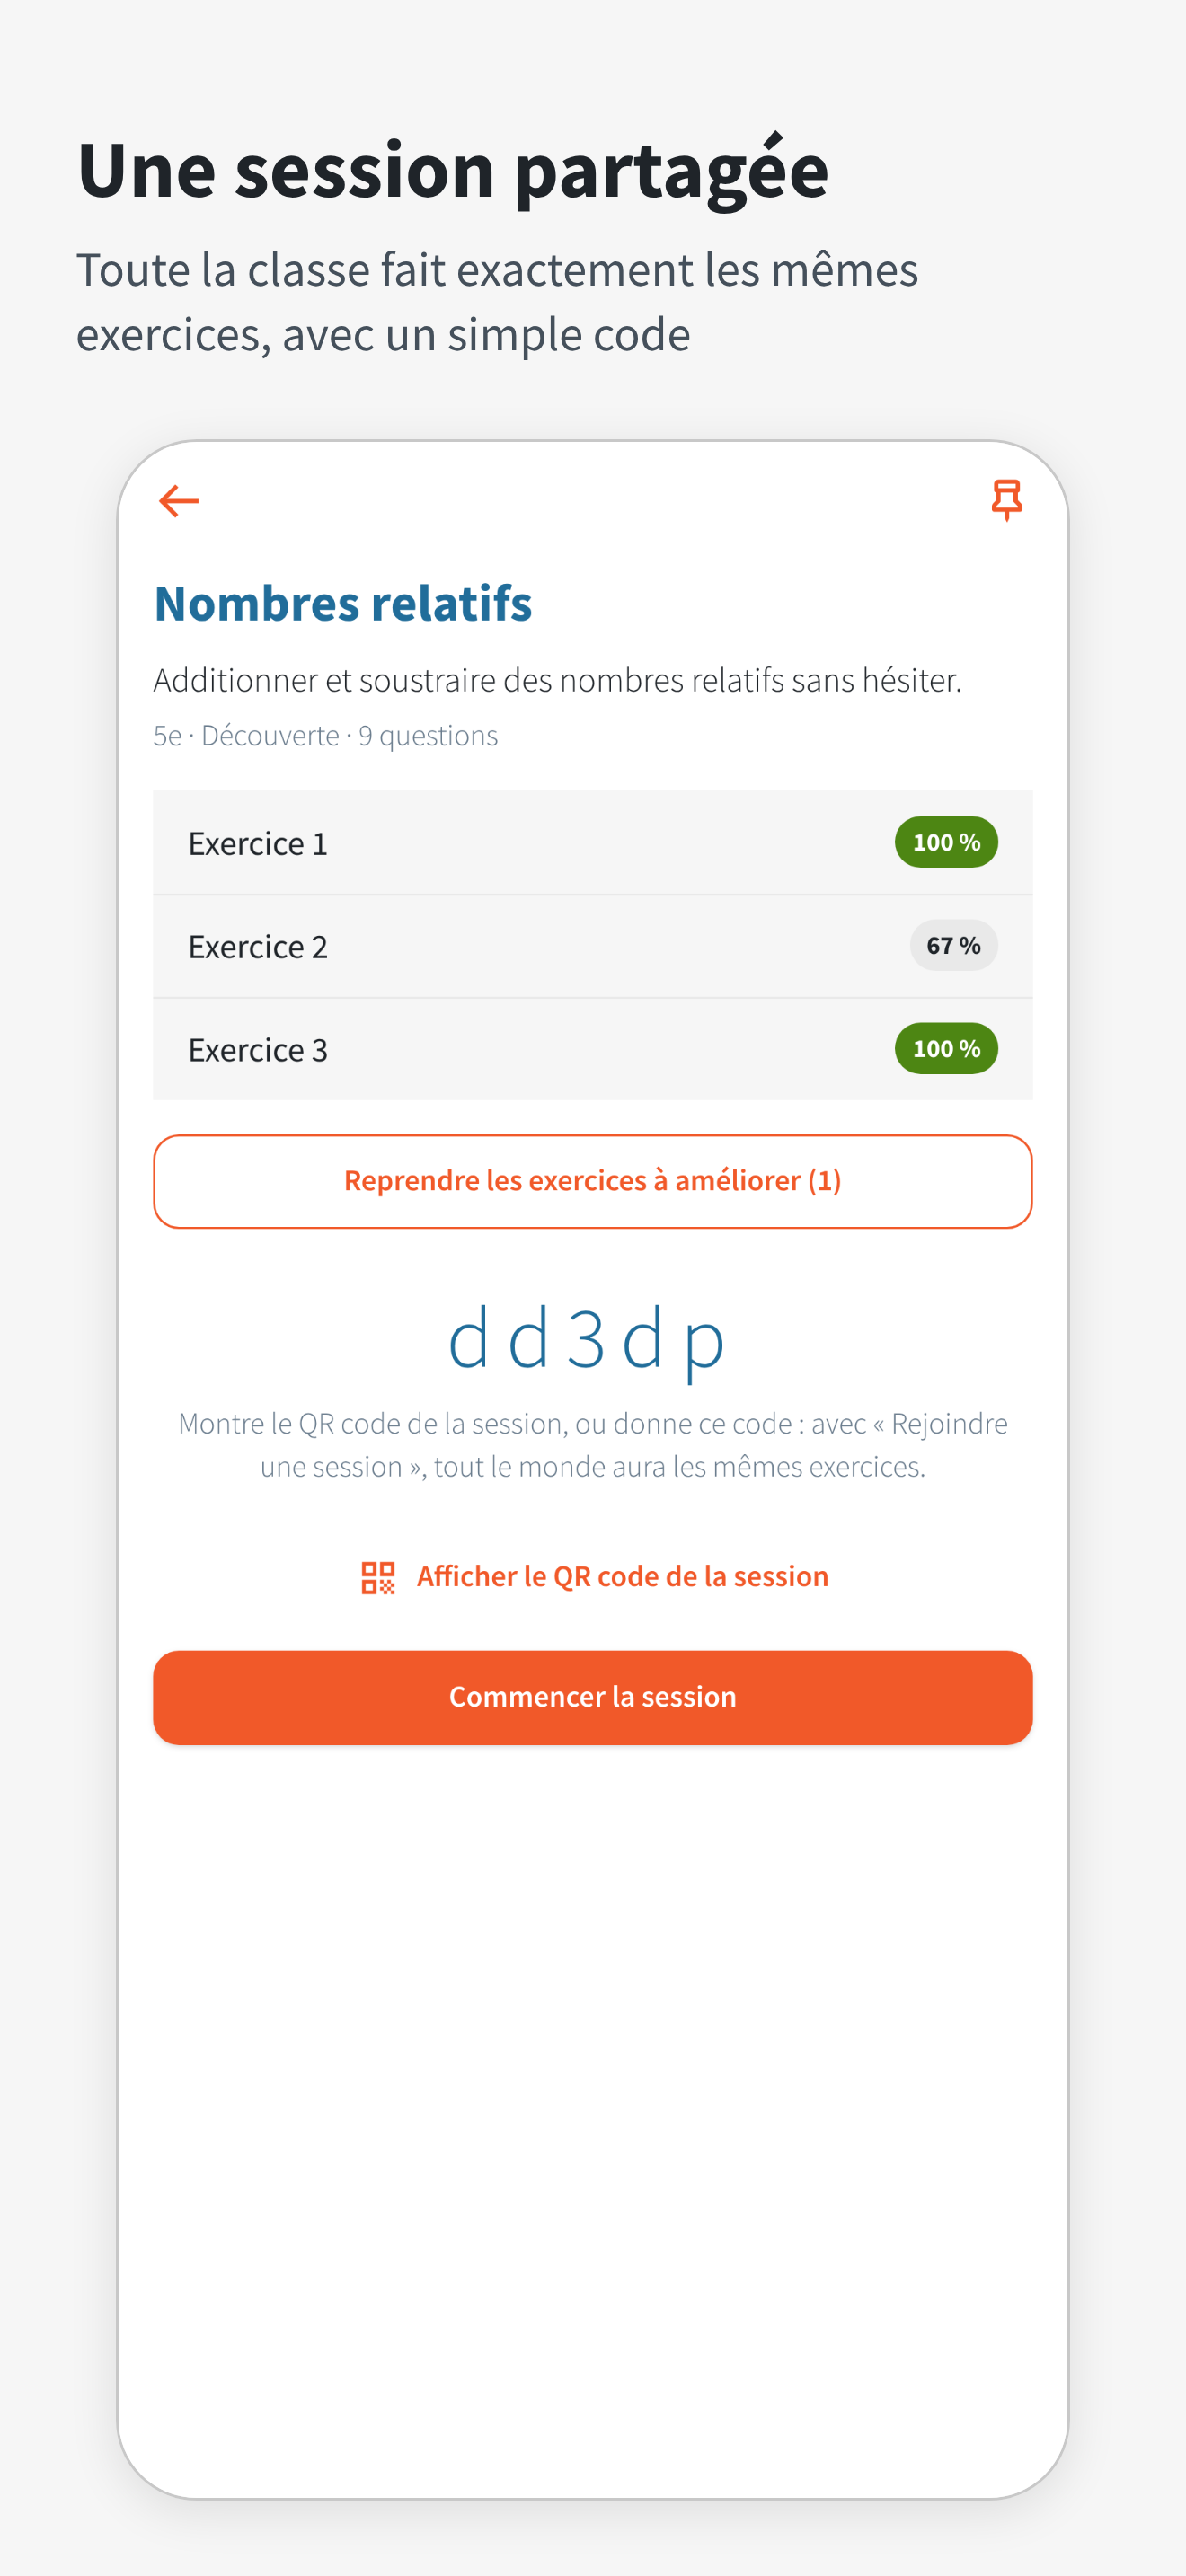 Une session partagée
Toute la classe fait exactement les mêmes
exercices, avec un simple code
Nombres relatifs
Additionner et soustraire des nombres relatifs sans hésiter.
5e · Découverte · 9 questions
Exercice 1
100 %
Exercice 2
67 %
Exercice 3
100 %
Reprendre les exercices à améliorer (1)
dd3dp
Montre le QR code de la session, ou donne ce code : avec « Rejoindre
une session », tout le monde aura les mêmes exercices.
Afficher le QR code de la session
Commencer la session